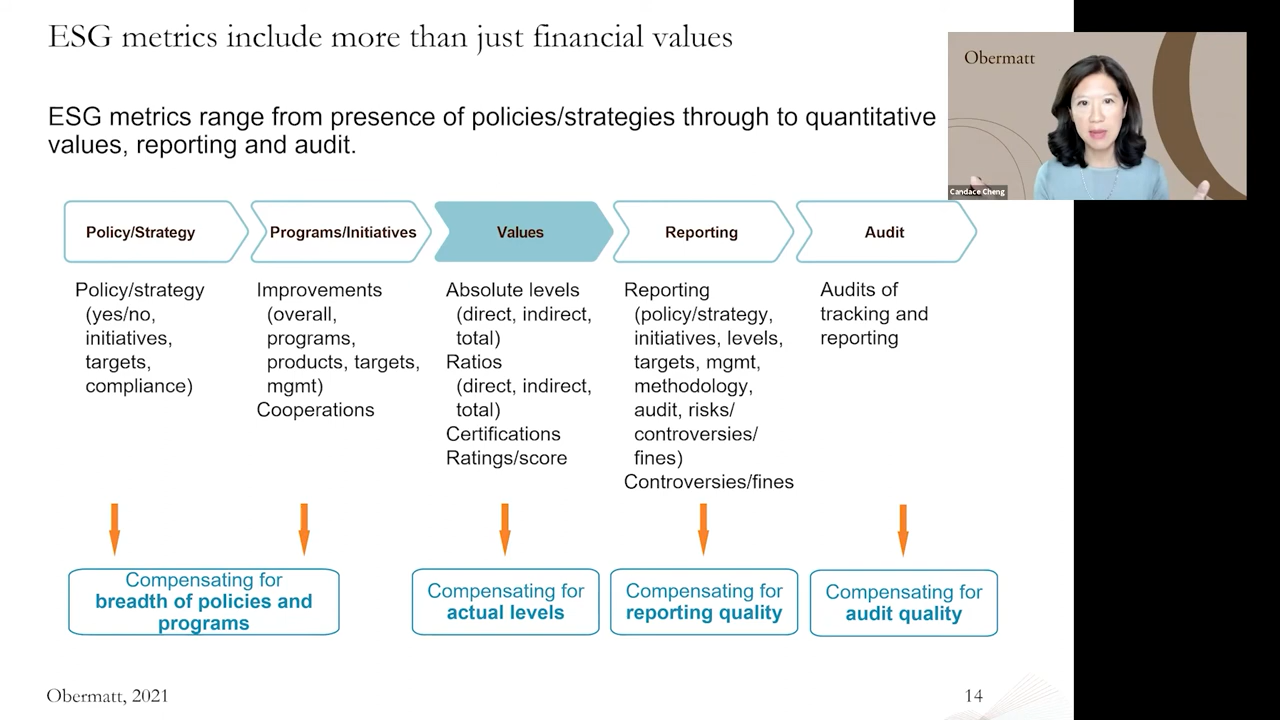 ESG metrics include more than just financial values
Obermatt
Candace Cheng
ESG metrics range from presence of policies/strategies through to quantitative
values, reporting and audit.
Policy/Strategy
Programs/Initiatives
Values
Reporting
Audit
Policy/strategy
(yes/no,
initiatives,
targets,
compliance)
Improvements
(overall,
programs,
products, targets,
mgmt)
Cooperations
Absolute levels
(direct, indirect,
total)
Ratios
(direct, indirect,
total)
Certifications
Ratings/score
Reporting
(policy/strategy,
initiatives, levels,
targets, mgmt,
methodology,
audit, risks/
controversies/
fines)
Controversies/fines
Audits of
tracking and
reporting
Compensating for
breadth of policies and
programs
Compensating for
actual levels
Compensating for
reporting quality
Compensating for
audit quality
Obermatt, 2021
14